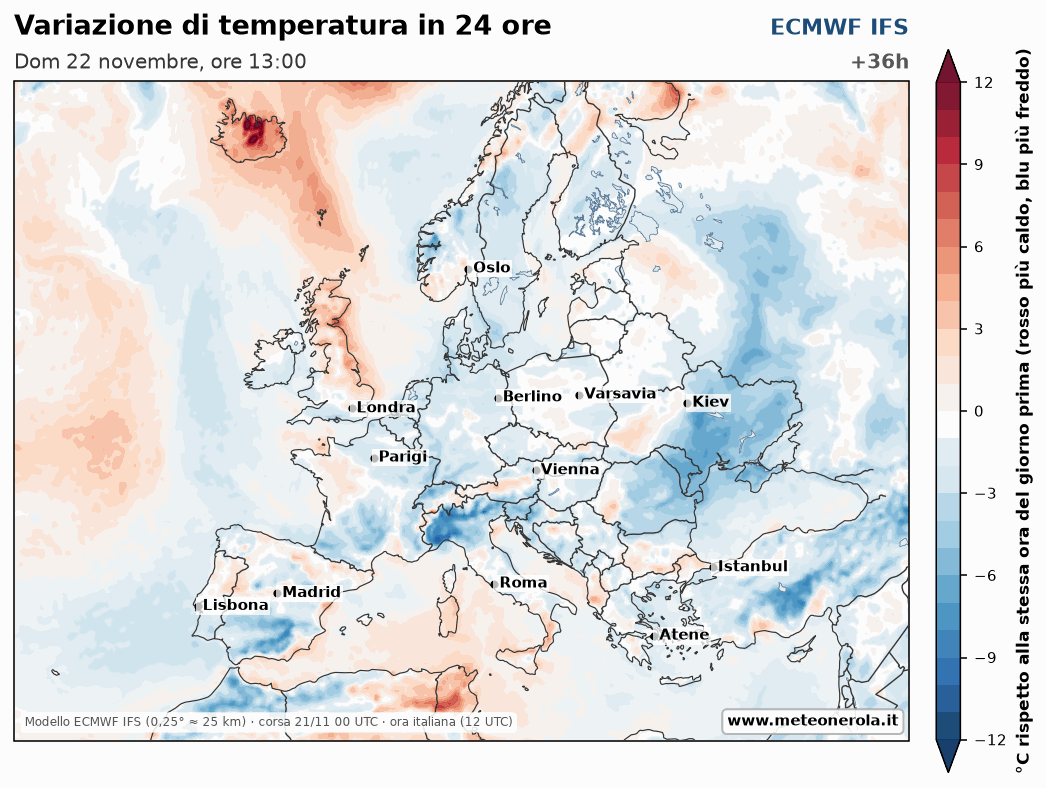 Variazione di temperatura in 24 ore
ECMWF IFS
Dom 22 novembre, ore 13:00
+36h
Oslo
Berlino
Varsavia
Kiev
Londra
Parigi
Vienna
Istanbul
Roma
Madrid
Lisbona
Atene
Modello ECMWF IFS (0,25° ≈ 25 km) · corsa 21/11 00 UTC · ora italiana (12 UTC)
www.meteonerola.it
12
9
6
3
0
−3
−6
−9
−12
°C rispetto alla stessa ora del giorno prima (rosso più caldo, blu più freddo)